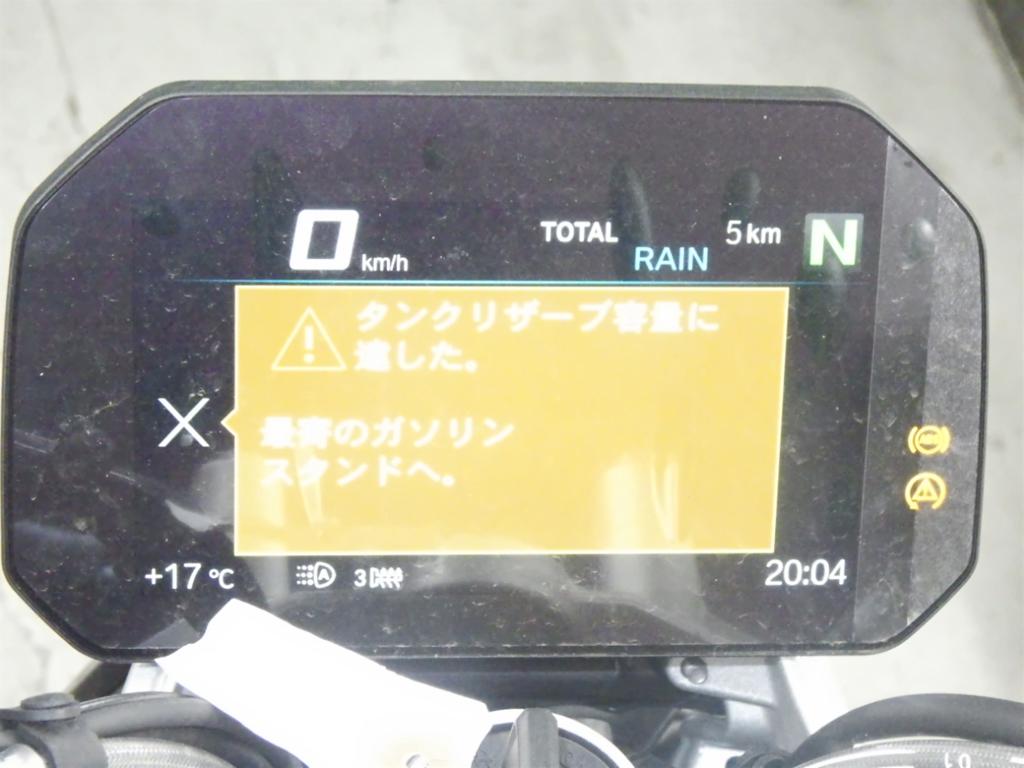 0 km/h TOTAL 5 km N
RAIN
タンクリザーブ容量に
達した。
最寄のガソリン
スタンドへ。
+17 °C A 3 20:04
ABS